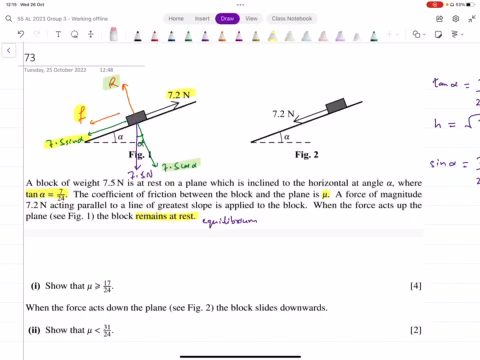 12:15 Wed 26 Oct
53%
S6 AL 2023 Group 3 - Working offline
Home Insert Draw View Class Notebook
73
Tuesday, 25 October 2022 12:48
R
7.2 N
f
7.5 sin α
α
α
Fig. 1
7.5N
7.5 cos α
7.2 N
α
Fig. 2
tan α =
h = √
sin α =
A block of weight 7.5 N is at rest on a plane which is inclined to the horizontal at angle α, where
tan α = 7/24. The coefficient of friction between the block and the plane is μ. A force of magnitude
7.2 N acting parallel to a line of greatest slope is applied to the block. When the force acts up the
plane (see Fig. 1) the block remains at rest.
equilibrium
(i) Show that μ ⩾ 17/24. [4]
When the force acts down the plane (see Fig. 2) the block slides downwards.
(ii) Show that μ < 31/24. [2]